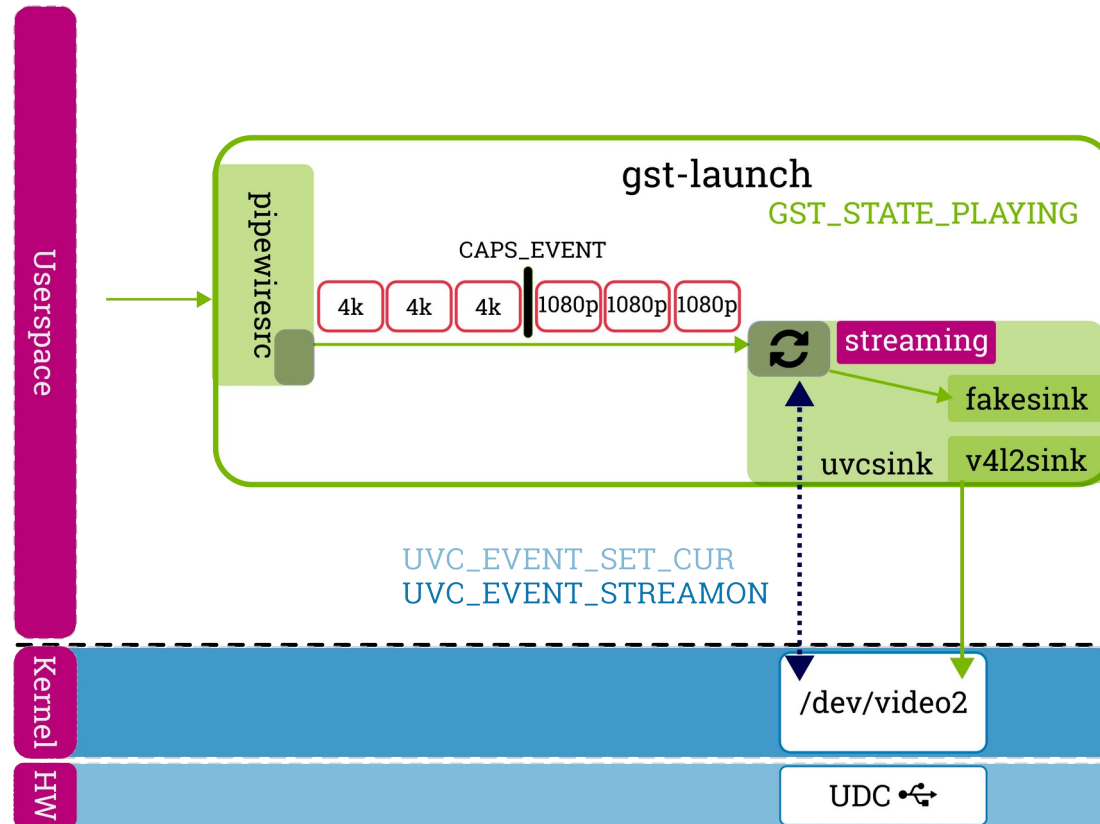 Userspace
gst-launch
GST_STATE_PLAYING
pipewiresrc
CAPS_EVENT
4k 4k 4k 1080p 1080p 1080p
streaming
fakesink
uvcsink v4l2sink
UVC_EVENT_SET_CUR
UVC_EVENT_STREAMON
Kernel
/dev/video2
HW
UDC